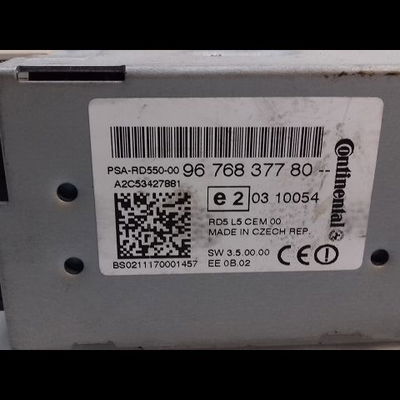 PSA-RD550-00 96 768 377 80 --
A2C53427881
e2 03 10054
RD5 L5 CEM 00
MADE IN CZECH REP.
SW 3.5.00.00
EE 0B.02
CE
BS0211170001457
Continental